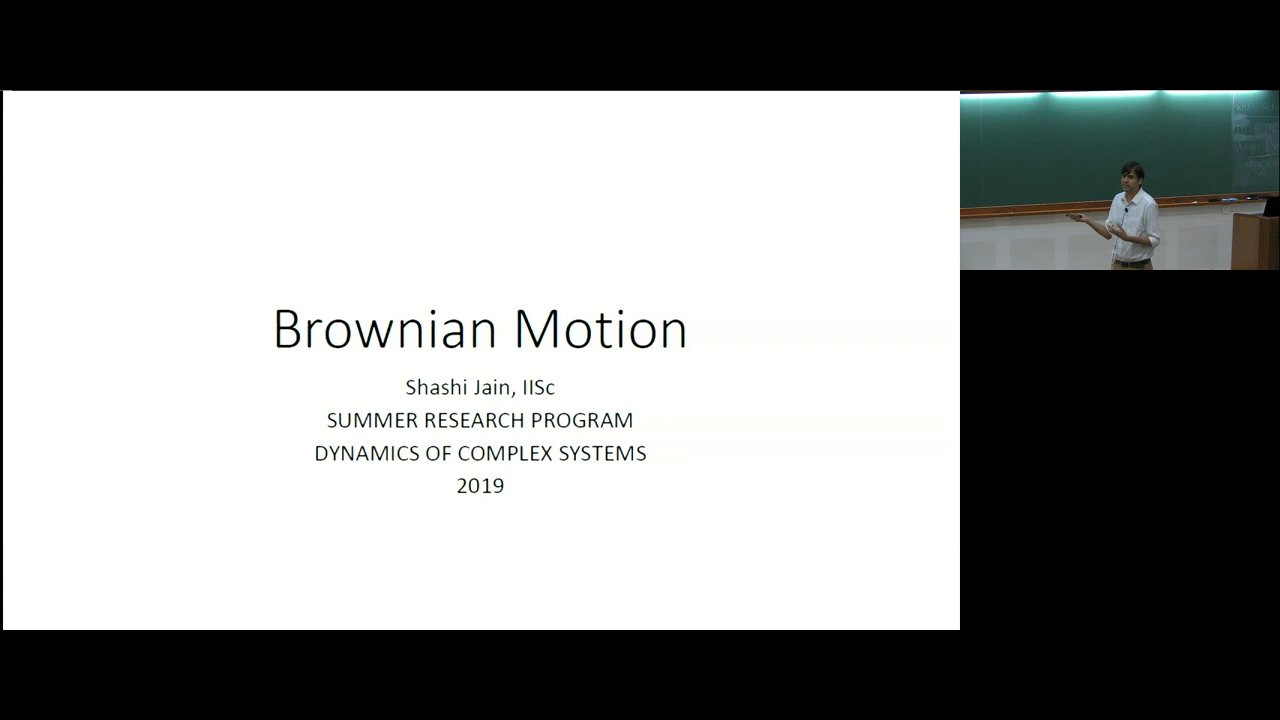 Brownian Motion
Shashi Jain, IISc
SUMMER RESEARCH PROGRAM
DYNAMICS OF COMPLEX SYSTEMS
2019